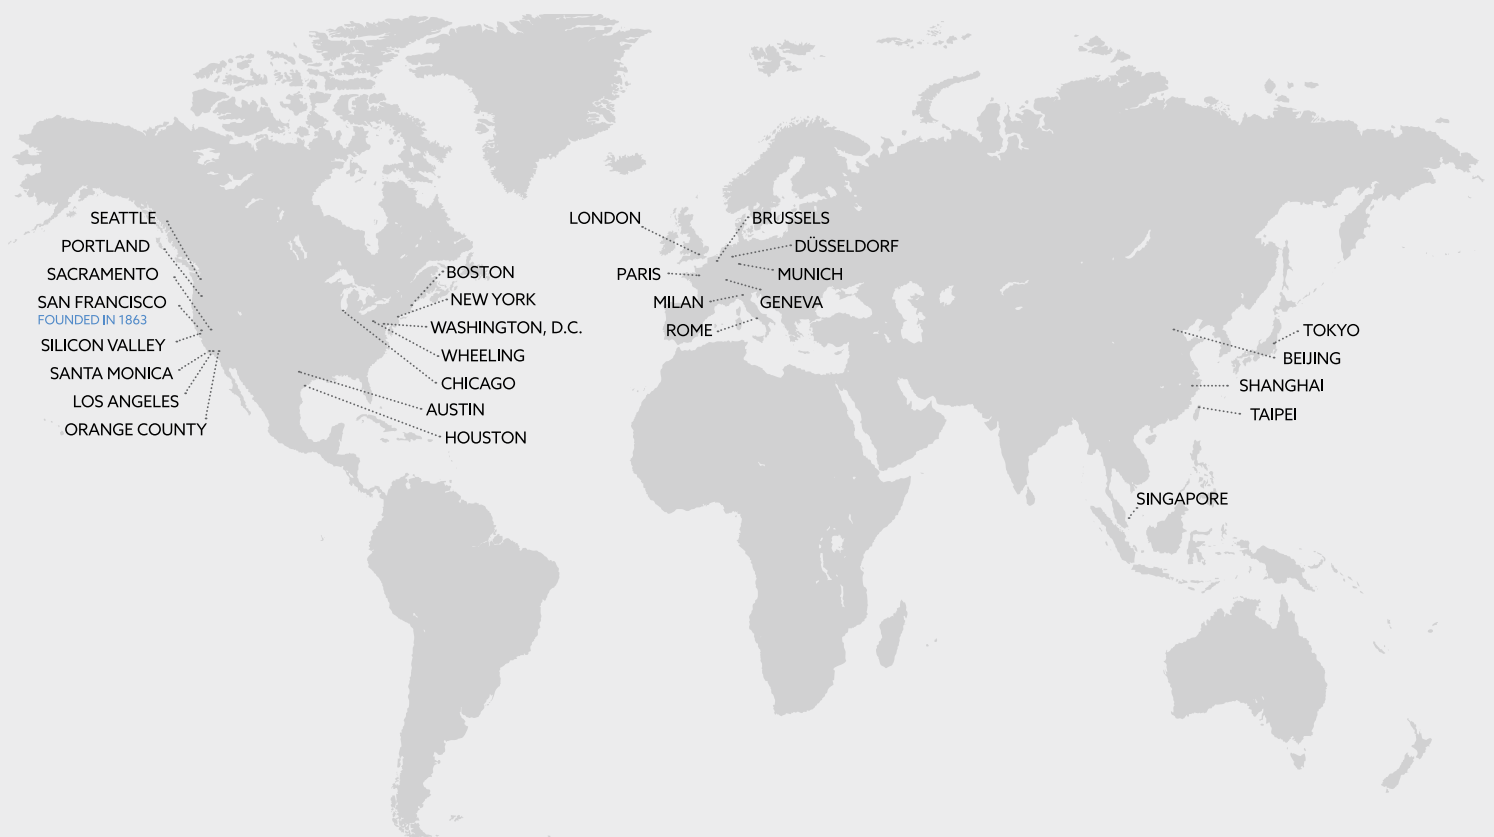 SEATTLE
PORTLAND
SACRAMENTO
SAN FRANCISCO
FOUNDED IN 1863
SILICON VALLEY
SANTA MONICA
LOS ANGELES
ORANGE COUNTY
BOSTON
NEW YORK
WASHINGTON, D.C.
WHEELING
CHICAGO
AUSTIN
HOUSTON
LONDON
PARIS
MILAN
ROME
BRUSSELS
DÜSSELDORF
MUNICH
GENEVA
TOKYO
BEIJING
SHANGHAI
TAIPEI
SINGAPORE